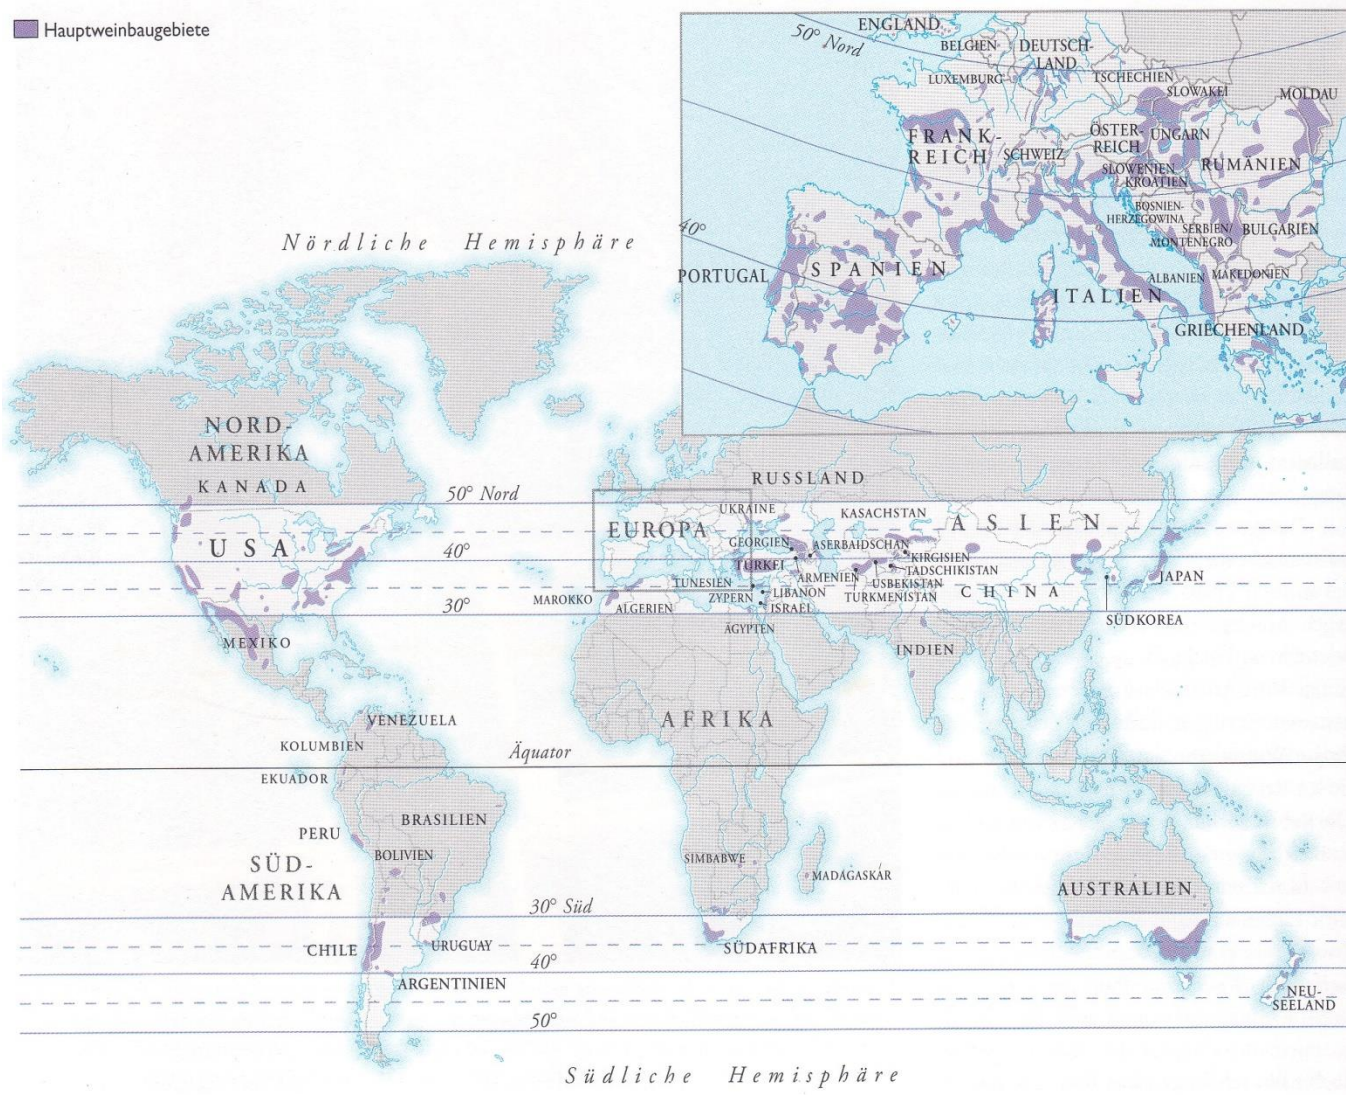 Hauptweinbaugebiete
ENGLAND
50° Nord
BELGIEN
DEUTSCH-
LAND
LUXEMBURG
TSCHECHIEN
SLOWAKEI
MOLDAU
FRANK-
REICH
ÖSTER-
REICH
UNGARN
SCHWEIZ
RUMÄNIEN
SLOWENIEN
KROATIEN
BOSNIEN-
HERZEGOWINA
SERBIEN/
MONTENEGRO
BULGARIEN
40°
PORTUGAL
SPANIEN
ITALIEN
ALBANIEN
MAKEDONIEN
GRIECHENLAND
Nördliche Hemisphäre
NORD-
AMERIKA
KANADA
50° Nord
RUSSLAND
UKRAINE
KASACHSTAN
EUROPA
ASIEN
USA
40°
GEORGIEN
ASERBAIDSCHAN
KIRGISIEN
TÜRKEI
TADSCHIKISTAN
ARMENIEN
USBEKISTAN
TUNESIEN
LIBANON
TURKMENISTAN
CHINA
JAPAN
MAROKKO
ZYPERN
ISRAEL
30°
ALGERIEN
ÄGYPTEN
SÜDKOREA
MEXIKO
INDIEN
VENEZUELA
AFRIKA
KOLUMBIEN
Äquator
EKUADOR
BRASILIEN
PERU
BOLIVIEN
SIMBABWE
MADAGASKAR
SÜD-
AMERIKA
AUSTRALIEN
30° Süd
CHILE
URUGUAY
SÜDAFRIKA
40°
ARGENTINIEN
NEU-
SEELAND
50°
Südliche Hemisphäre